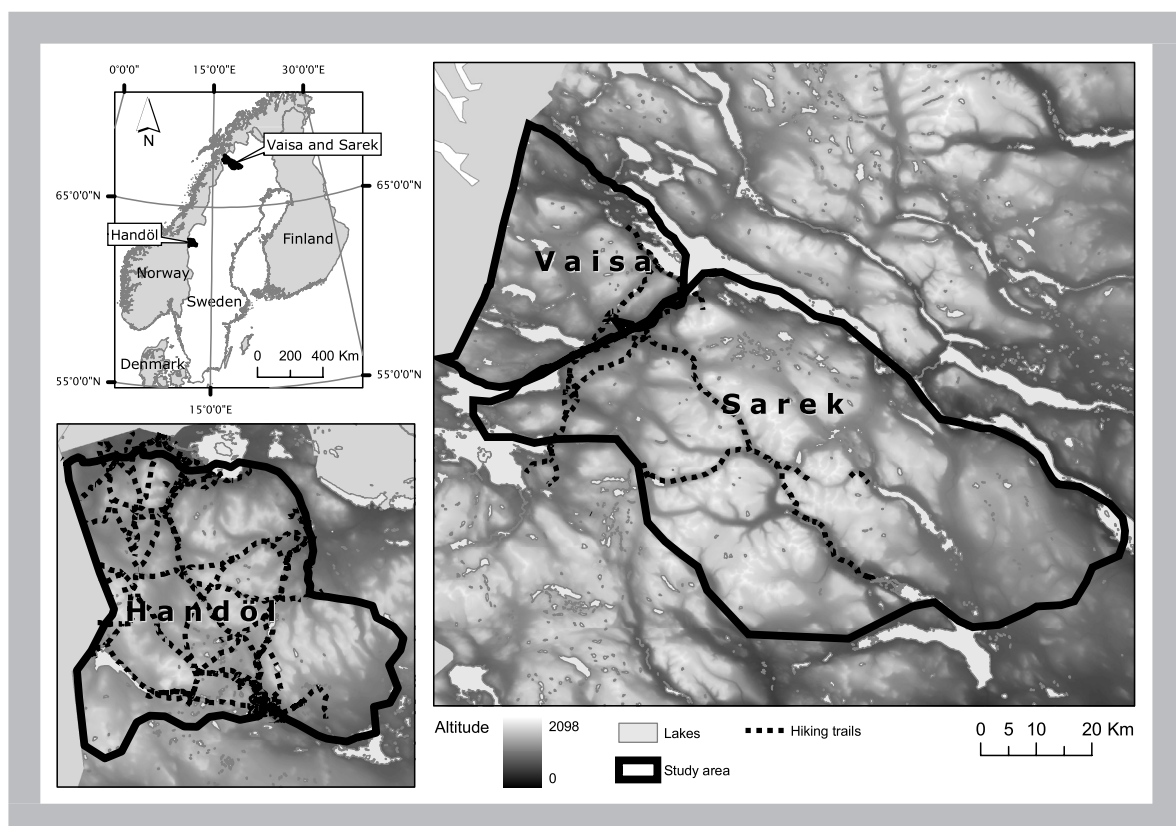 0°0'0" 15°0'0"E 30°0'0"E
N
Vaisa and Sarek
65°0'0"N
65°0'0"N
Handöl
Finland
Norway
Sweden
0 200 400 Km
Denmark
55°0'0"N
55°0'0"N
15°0'0"E
Vaisa
Sarek
Handöl
Altitude
2098
0
Lakes
Study area
Hiking trails
0 5 10 20 Km